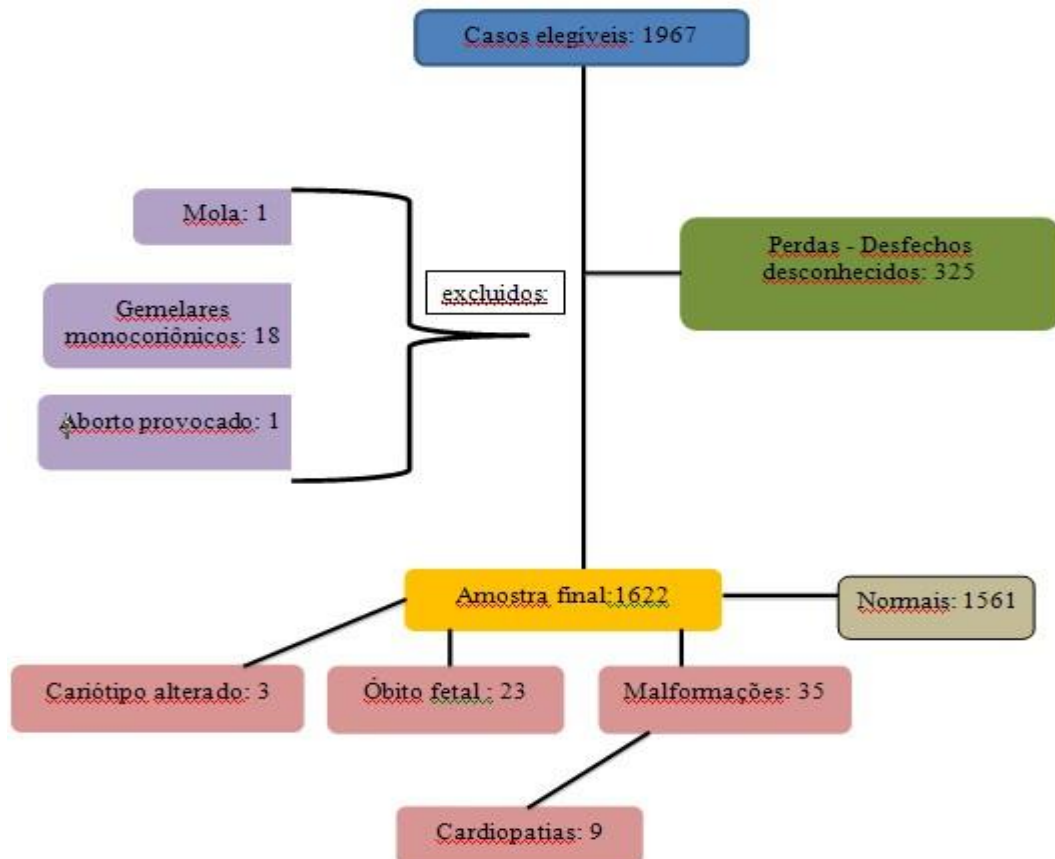 Casos elegíveis: 1967
Mola: 1
Perdas - Desfechos
desconhecidos: 325
excluidos:
Gemelares
monocoriônicos: 18
Aborto provocado: 1
Amostra final:1622
Normais: 1561
Cariótipo alterado: 3
Óbito fetal : 23
Malformações: 35
Cardiopatias: 9